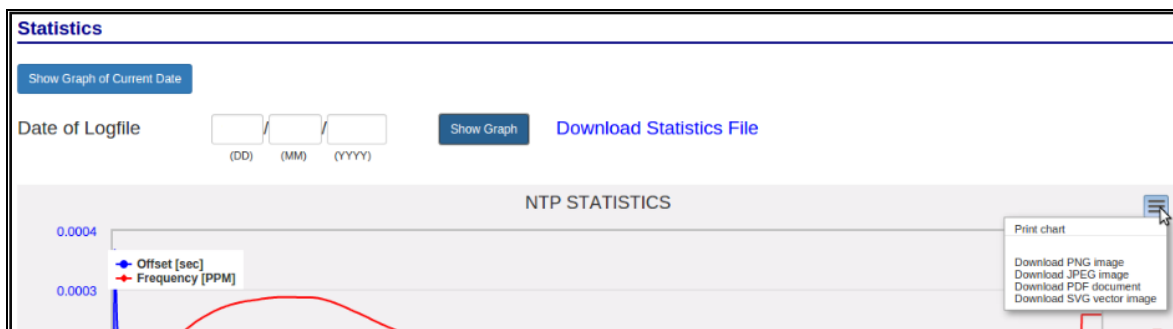 Statistics
Show Graph of Current Date
Date of Logfile
/ /
Show Graph
Download Statistics File
(DD) (MM) (YYYY)
NTP STATISTICS
Print chart
Download PNG image
Download JPEG image
Download PDF document
Download SVG vector image
0.0004
Offset [sec]
Frequency [PPM]
0.0003